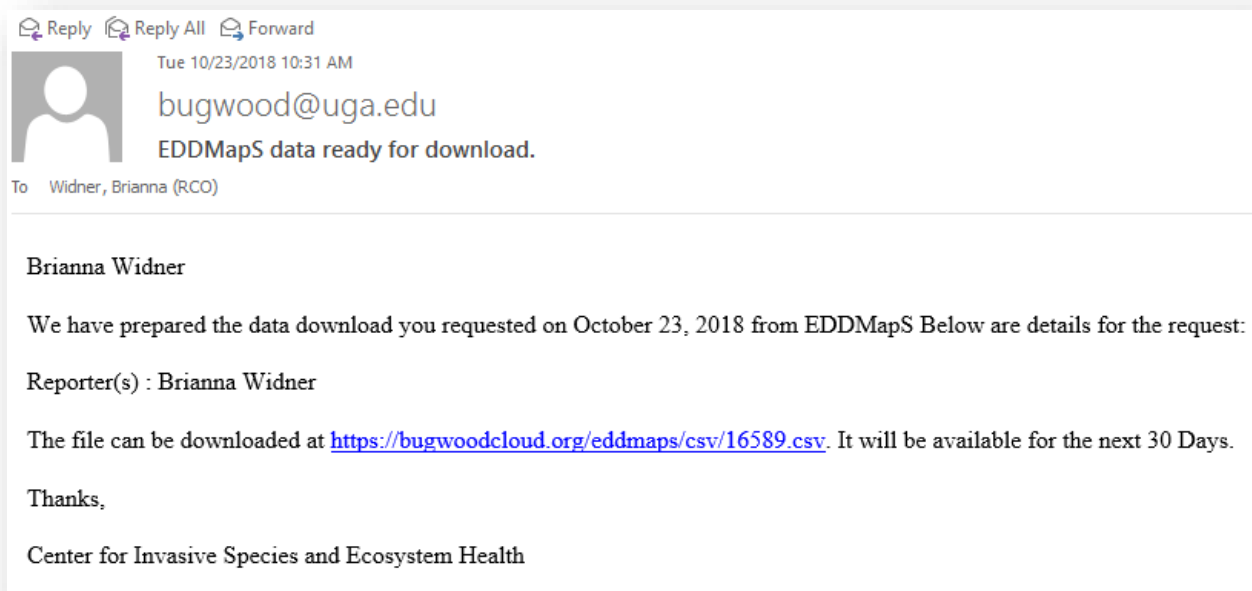 Reply Reply All Forward
Tue 10/23/2018 10:31 AM
bugwood@uga.edu
EDDMapS data ready for download.
To Widner, Brianna (RCO)
Brianna Widner
We have prepared the data download you requested on October 23, 2018 from EDDMapS Below are details for the request:
Reporter(s) : Brianna Widner
The file can be downloaded at https://bugwoodcloud.org/eddmaps/csv/16589.csv. It will be available for the next 30 Days.
Thanks,
Center for Invasive Species and Ecosystem Health